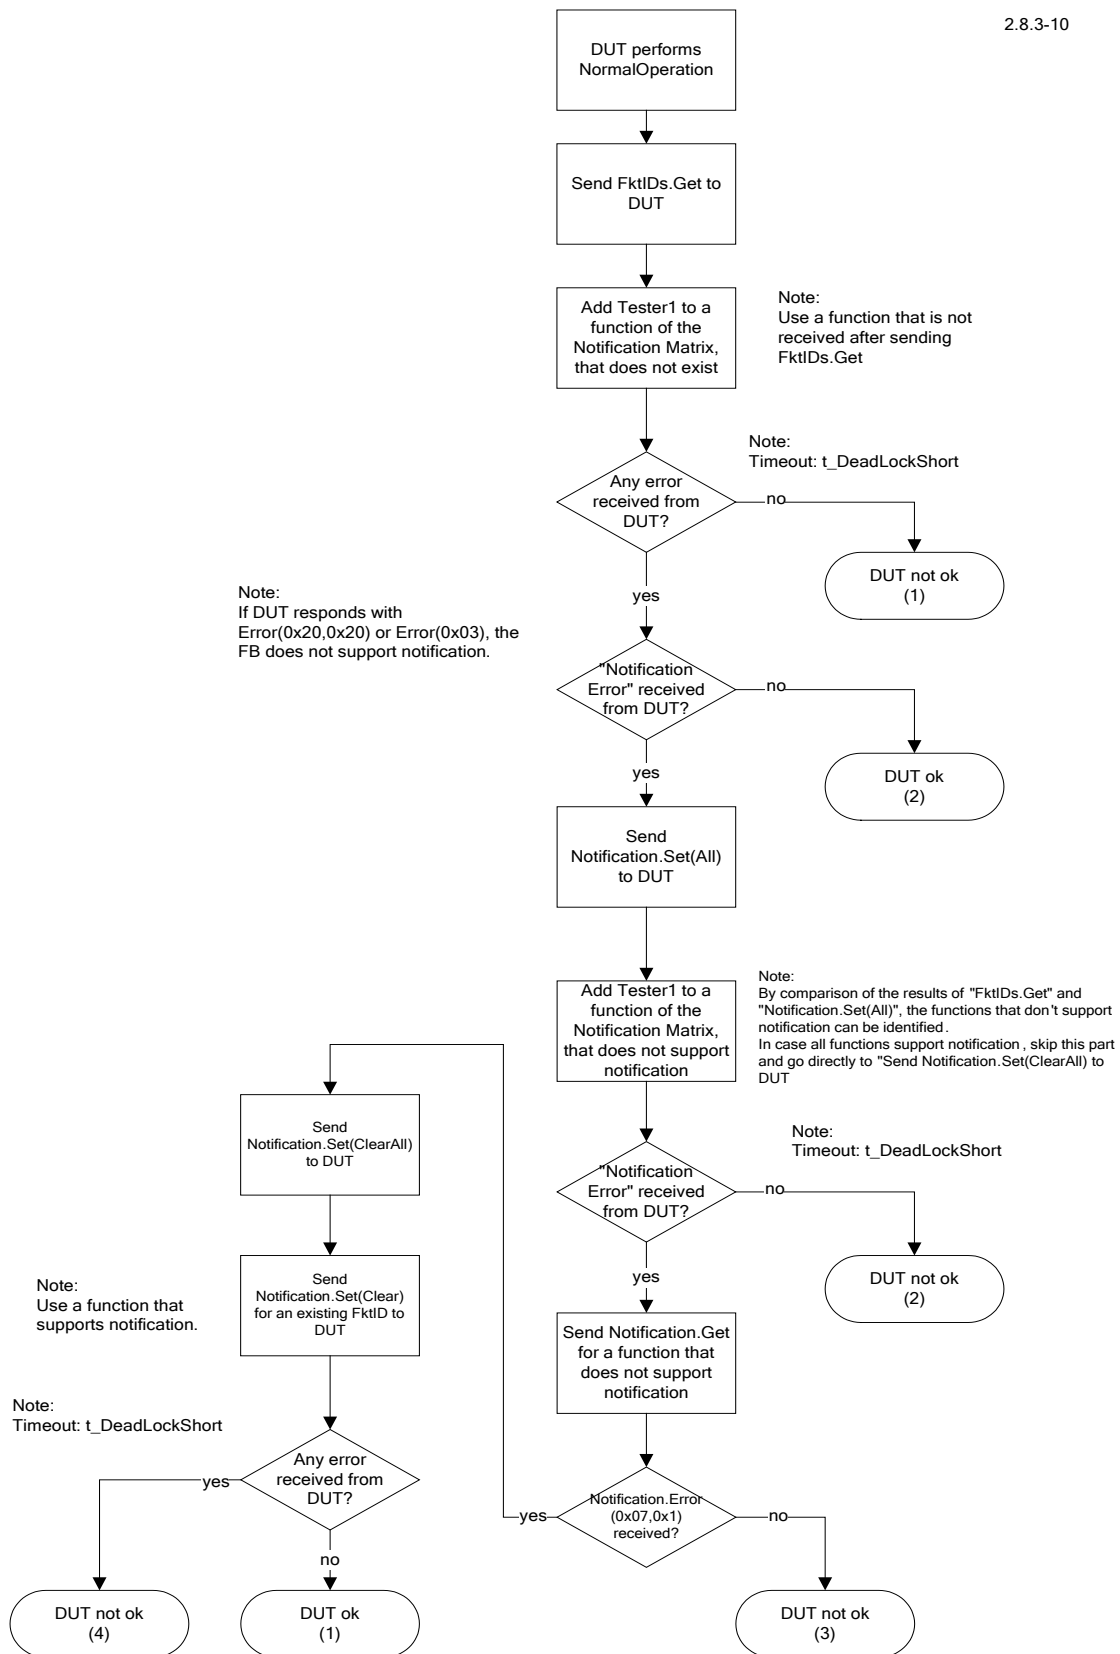 2.8.3-10
DUT performs
NormalOperation
Send FktIDs.Get to
DUT
Add Tester1 to a
function of the
Notification Matrix,
that does not exist
Note:
Use a function that is not
received after sending
FktIDs.Get
Note:
Timeout: t_DeadLockShort
Any error
received from
DUT?
no
DUT not ok
(1)
yes
Note:
If DUT responds with
Error(0x20,0x20) or Error(0x03), the
FB does not support notification.
"Notification
Error" received
from DUT?
no
DUT ok
(2)
yes
Send
Notification.Set(All)
to DUT
Add Tester1 to a
function of the
Notification Matrix,
that does not support
notification
Note:
By comparison of the results of "FktIDs.Get" and
"Notification.Set(All)", the functions that don't support
notification can be identified.
In case all functions support notification, skip this part
and go directly to "Send Notification.Set(ClearAll) to
DUT
Note:
Timeout: t_DeadLockShort
"Notification
Error" received
from DUT?
no
DUT not ok
(2)
yes
Send Notification.Get
for a function that
does not support
notification
Notification.Error
(0x07,0x1)
received?
no
DUT not ok
(3)
yes
Send
Notification.Set(ClearAll)
to DUT
Send
Notification.Set(Clear)
for an existing FktID to
DUT
Note:
Use a function that
supports notification.
Note:
Timeout: t_DeadLockShort
Any error
received from
DUT?
yes
DUT not ok
(4)
no
DUT ok
(1)